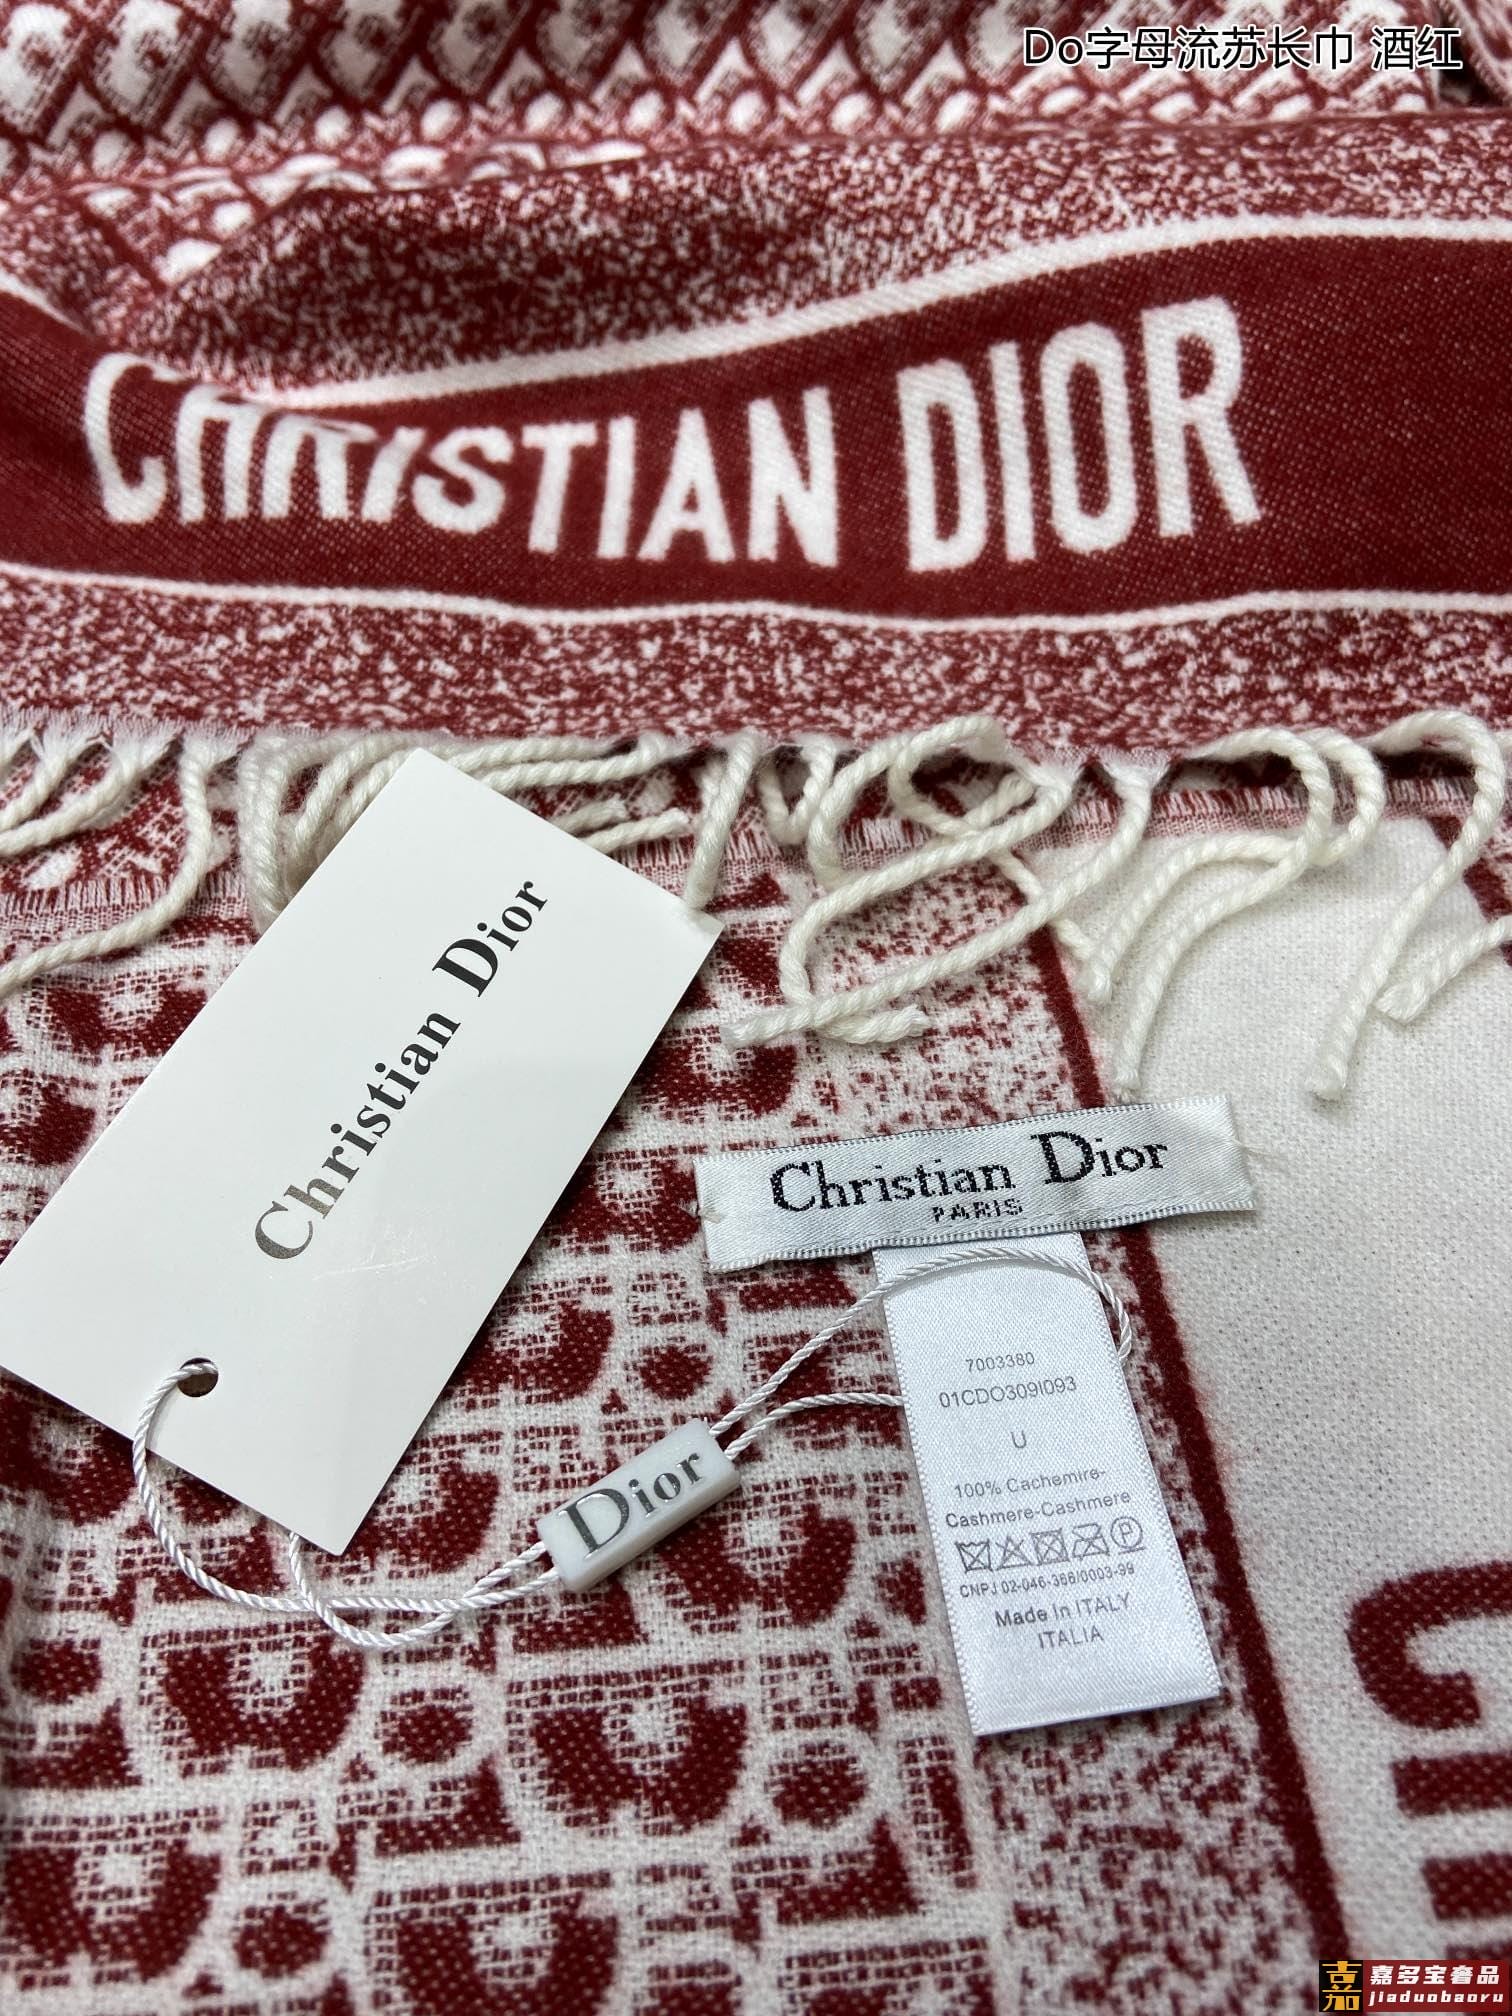 Do字母流苏长巾 酒红
CHRISTIAN DIOR
Christian Dior
Christian Dior
PARIS
7003380
01CDO309I093
U
100% Cachemire-
Cashmere-Cashmere
P
CNPJ 02-046-366/0003-99
Made In ITALY
ITALIA
Dior
嘉 嘉多宝奢品
jiaduobaoru